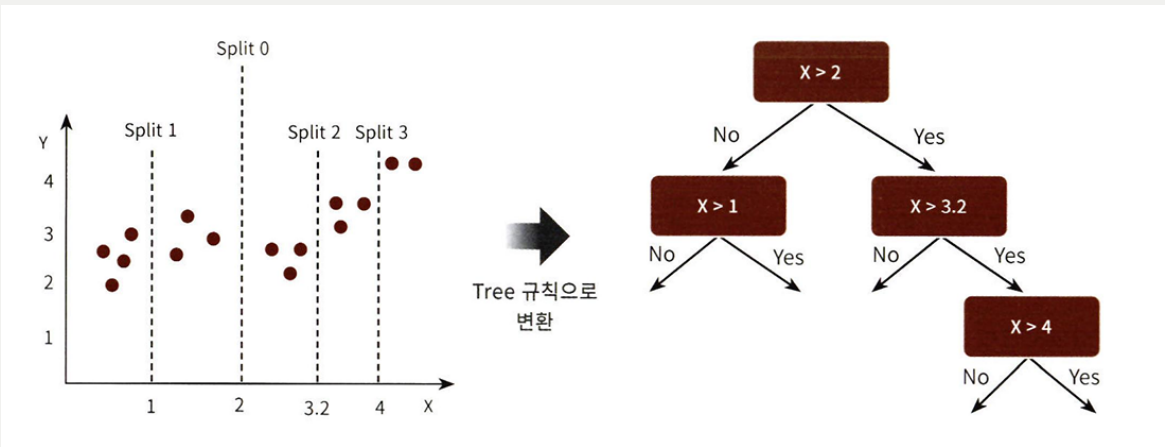 Split 0
Split 1
Split 2
Split 3
Y
4
3
2
1
1
2
3.2
4
X
Tree 규칙으로
변환
X > 2
No
Yes
X > 1
X > 3.2
No
Yes
No
Yes
X > 4
No
Yes